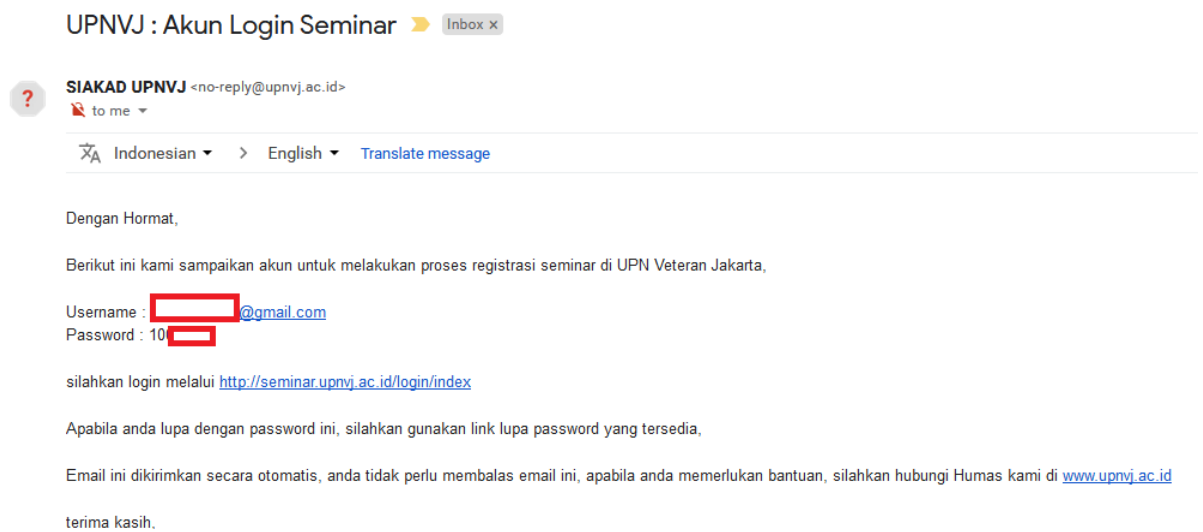 UPNVJ : Akun Login Seminar Inbox x
SIAKAD UPNVJ <no-reply@upnvj.ac.id>
to me
Indonesian > English Translate message
Dengan Hormat,
Berikut ini kami sampaikan akun untuk melakukan proses registrasi seminar di UPN Veteran Jakarta,
Username : @gmail.com
Password : 10
silahkan login melalui http://seminar.upnvj.ac.id/login/index
Apabila anda lupa dengan password ini, silahkan gunakan link lupa password yang tersedia,
Email ini dikirimkan secara otomatis, anda tidak perlu membalas email ini, apabila anda memerlukan bantuan, silahkan hubungi Humas kami di www.upnvj.ac.id
terima kasih,